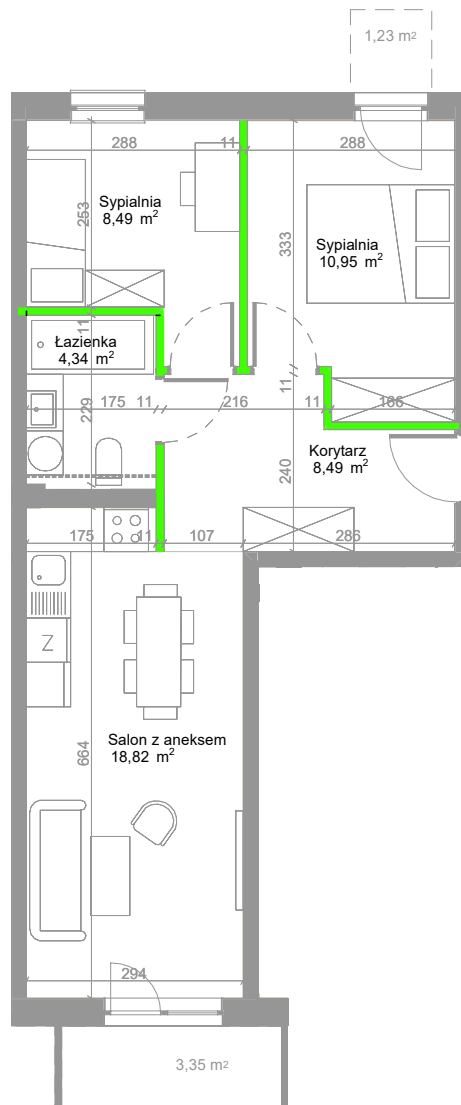 1,23 m²
288
11
288
Sypialnia
8,49 m²
253
333
Sypialnia
10,95 m²
11
Łazienka
4,34 m²
11
175
11
216
11
166
229
Korytarz
8,49 m²
240
175
11
107
286
Z
Salon z aneksem
18,82 m²
664
294
3,35 m²